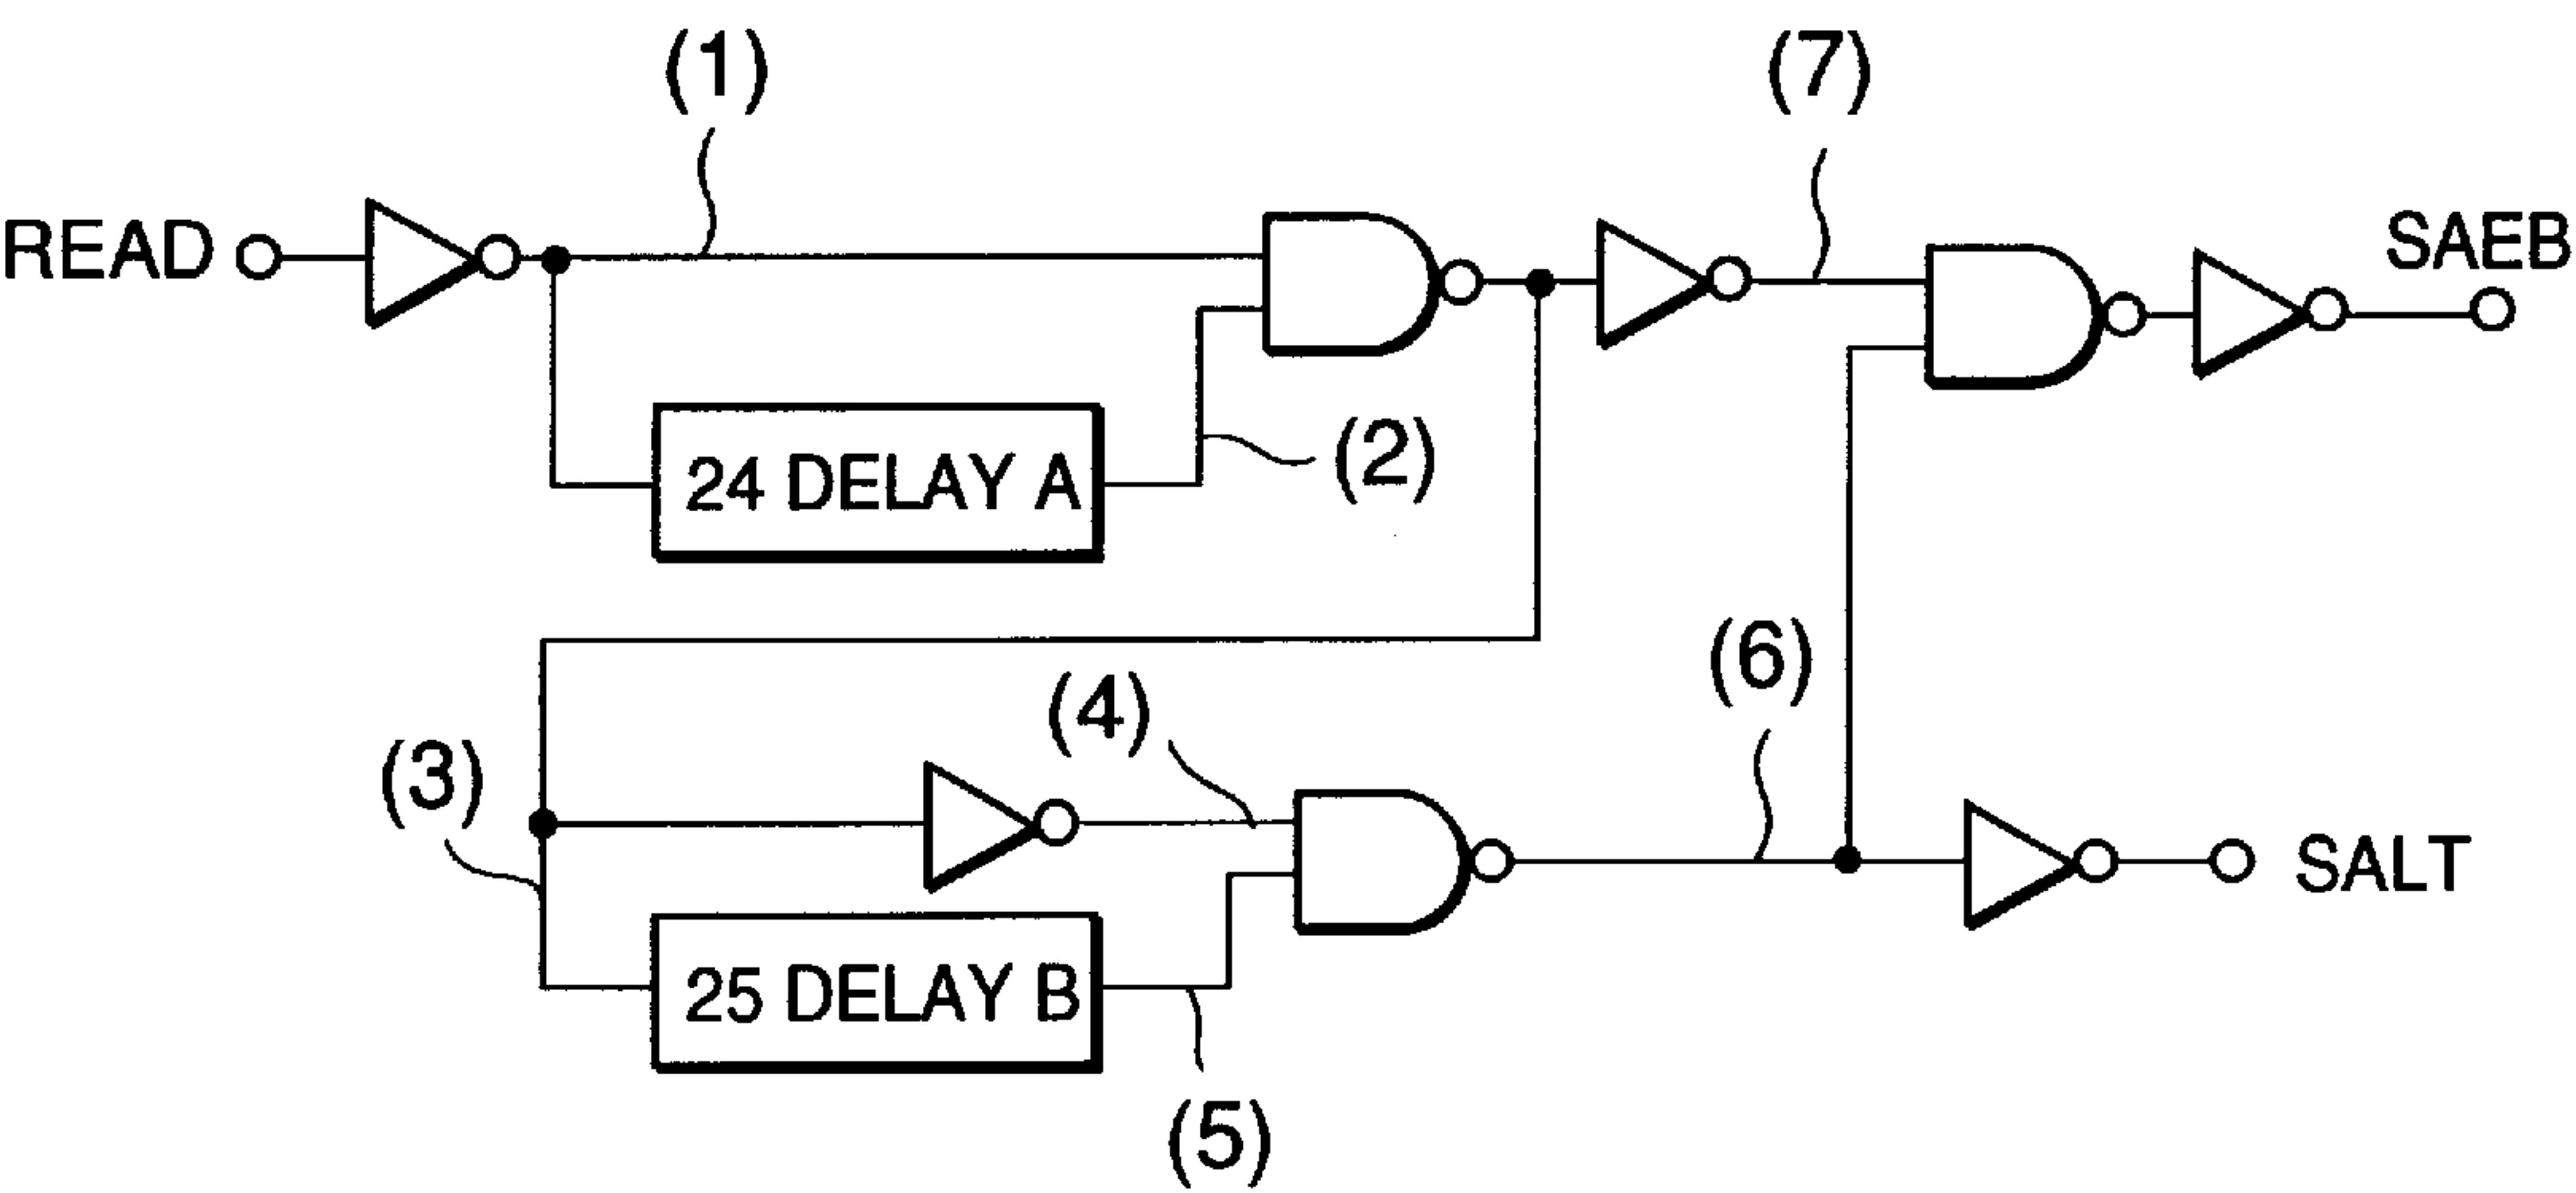 (1)
(7)
READ
SAEB
24 DELAY A
(2)
(6)
(4)
(3)
SALT
25 DELAY B
(5)